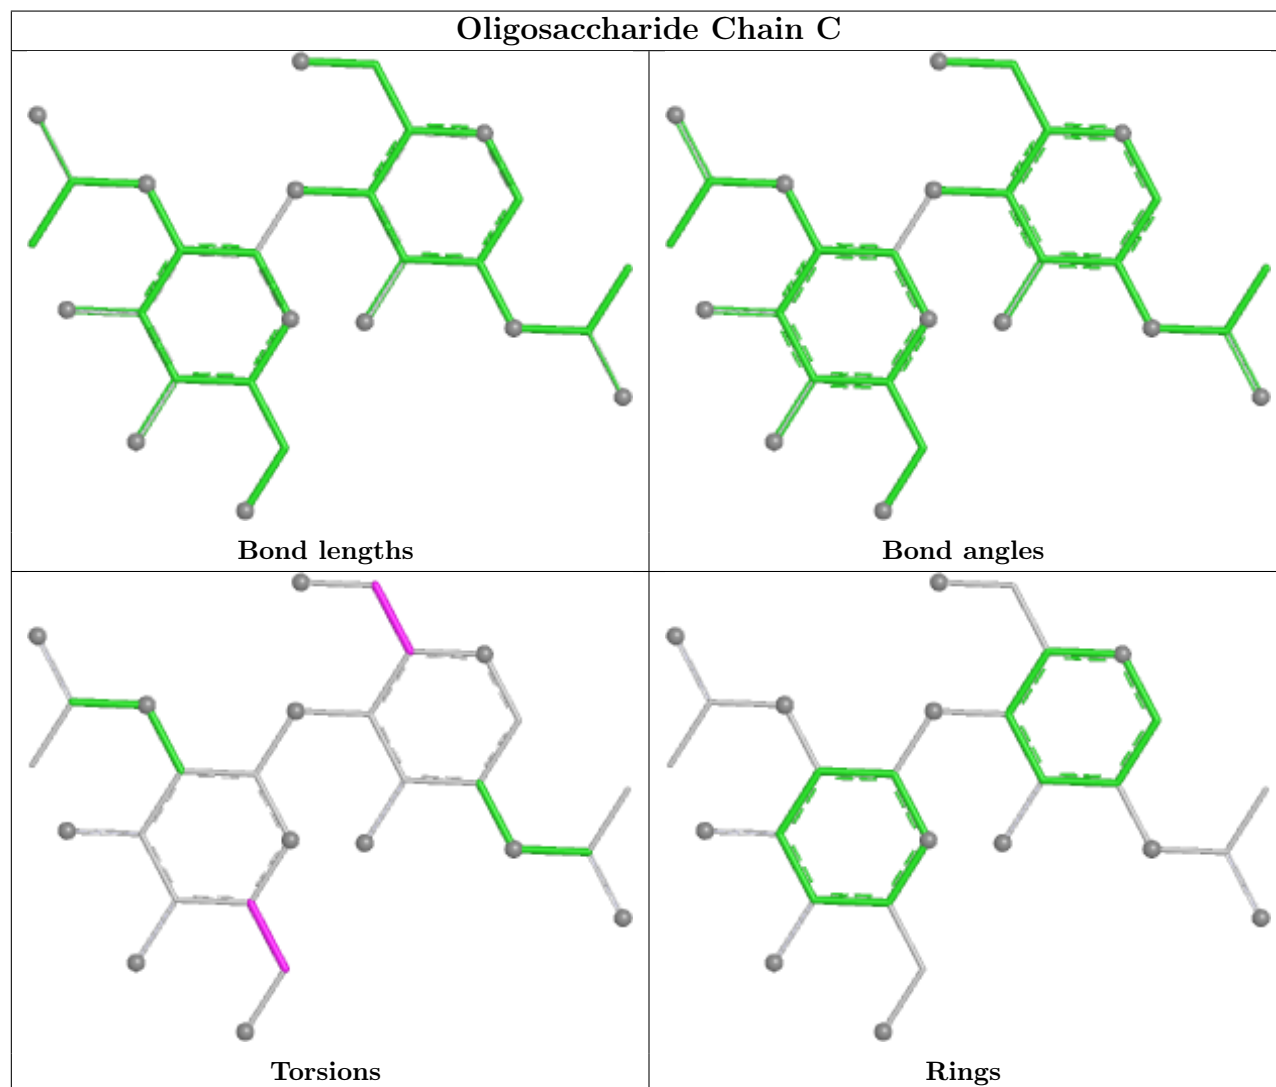 Oligosaccharide Chain C
Bond lengths
Bond angles
Torsions
Rings